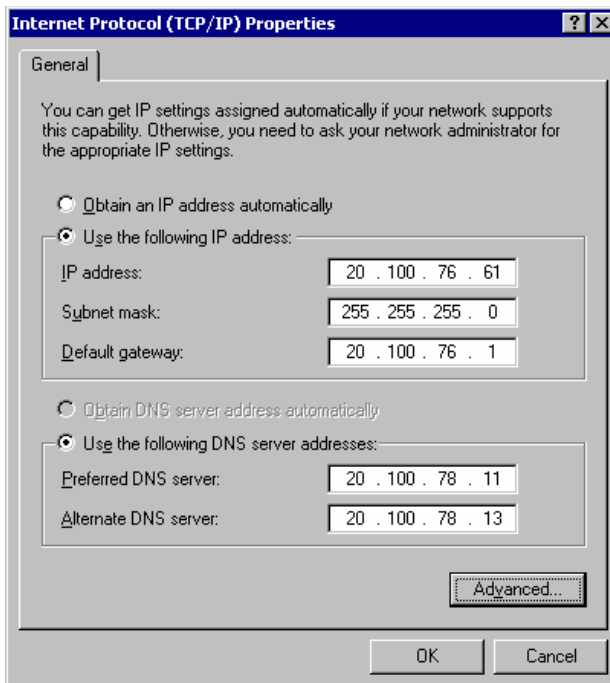 Internet Protocol (TCP/IP) Properties
General
You can get IP settings assigned automatically if your network supports
this capability. Otherwise, you need to ask your network administrator for
the appropriate IP settings.
Obtain an IP address automatically
Use the following IP address:
IP address: 20 . 100 . 76 . 61
Subnet mask: 255 . 255 . 255 . 0
Default gateway: 20 . 100 . 76 . 1
Obtain DNS server address automatically
Use the following DNS server addresses:
Preferred DNS server: 20 . 100 . 78 . 11
Alternate DNS server: 20 . 100 . 78 . 13
Advanced...
OK Cancel